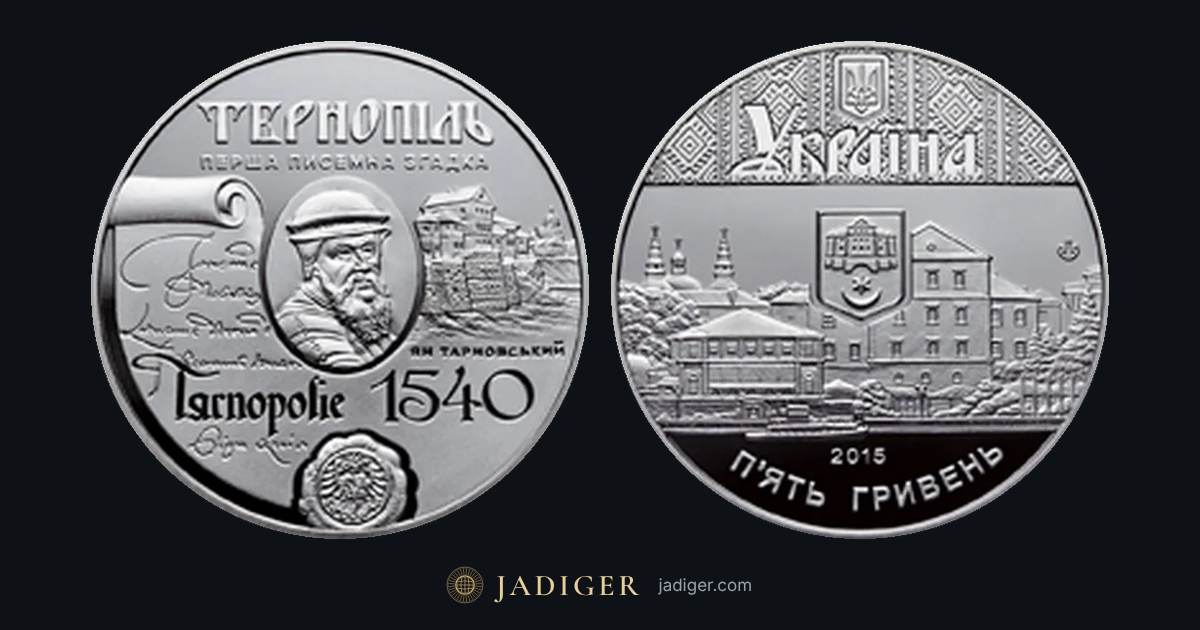 ТЕРНОПІЛЬ
ПЕРША ПИСЕМНА ЗГАДКА
ЯН ТАРНОВСЬКИЙ
Tarnopolie 1540
Україна
2015
П'ЯТЬ ГРИВЕНЬ
JADIGER jadiger.com